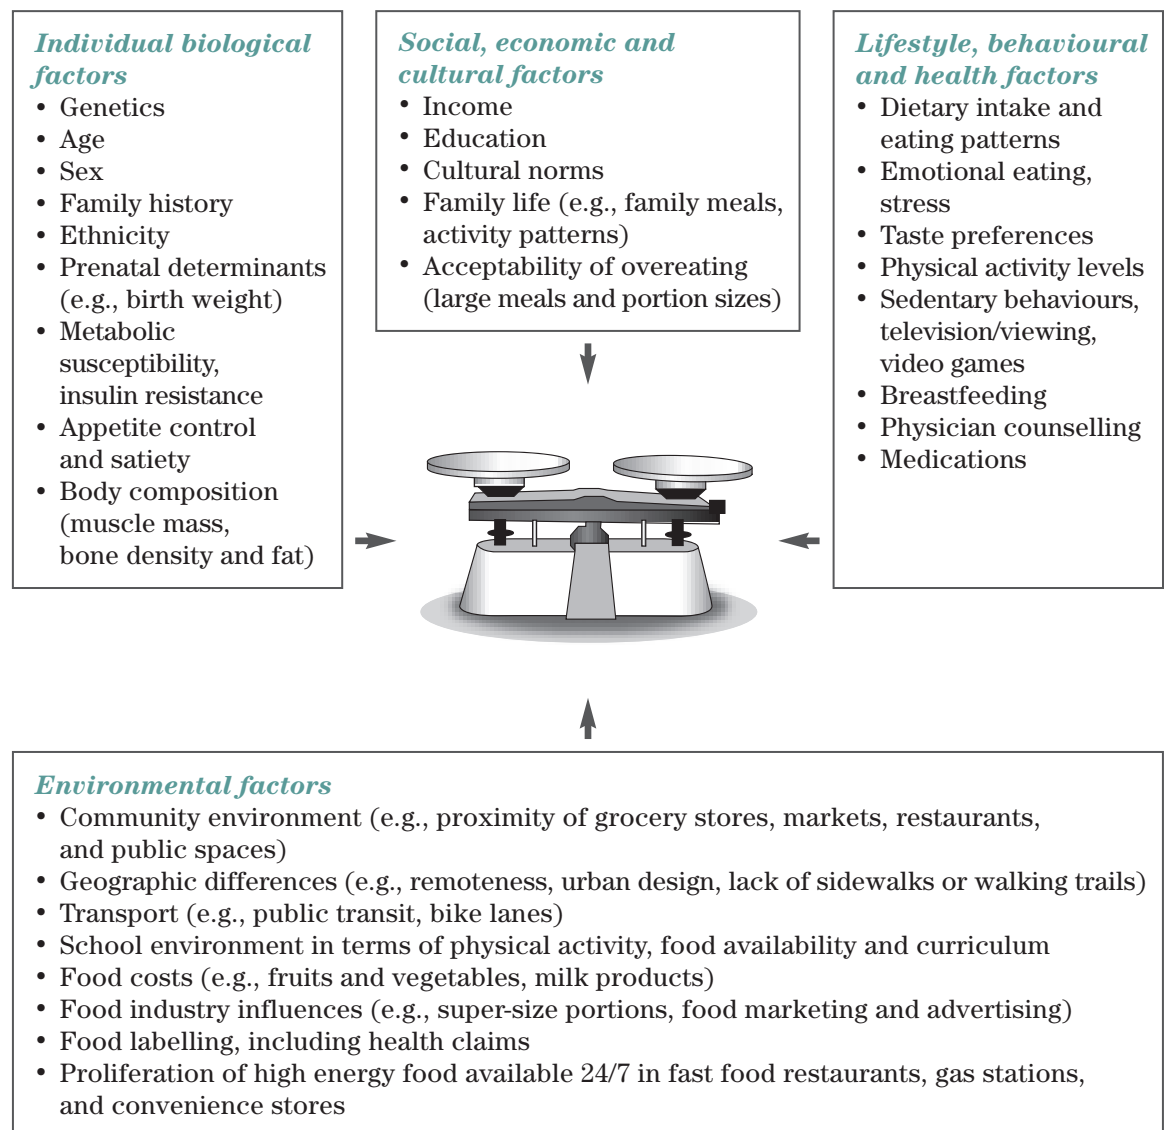 Individual biological
factors
• Genetics
• Age
• Sex
• Family history
• Ethnicity
• Prenatal determinants
(e.g., birth weight)
• Metabolic
susceptibility,
insulin resistance
• Appetite control
and satiety
• Body composition
(muscle mass,
bone density and fat)
Social, economic and
cultural factors
• Income
• Education
• Cultural norms
• Family life (e.g., family meals,
activity patterns)
• Acceptability of overeating
(large meals and portion sizes)
Lifestyle, behavioural
and health factors
• Dietary intake and
eating patterns
• Emotional eating,
stress
• Taste preferences
• Physical activity levels
• Sedentary behaviours,
television/viewing,
video games
• Breastfeeding
• Physician counselling
• Medications
Environmental factors
• Community environment (e.g., proximity of grocery stores, markets, restaurants,
and public spaces)
• Geographic differences (e.g., remoteness, urban design, lack of sidewalks or walking trails)
• Transport (e.g., public transit, bike lanes)
• School environment in terms of physical activity, food availability and curriculum
• Food costs (e.g., fruits and vegetables, milk products)
• Food industry influences (e.g., super-size portions, food marketing and advertising)
• Food labelling, including health claims
• Proliferation of high energy food available 24/7 in fast food restaurants, gas stations,
and convenience stores